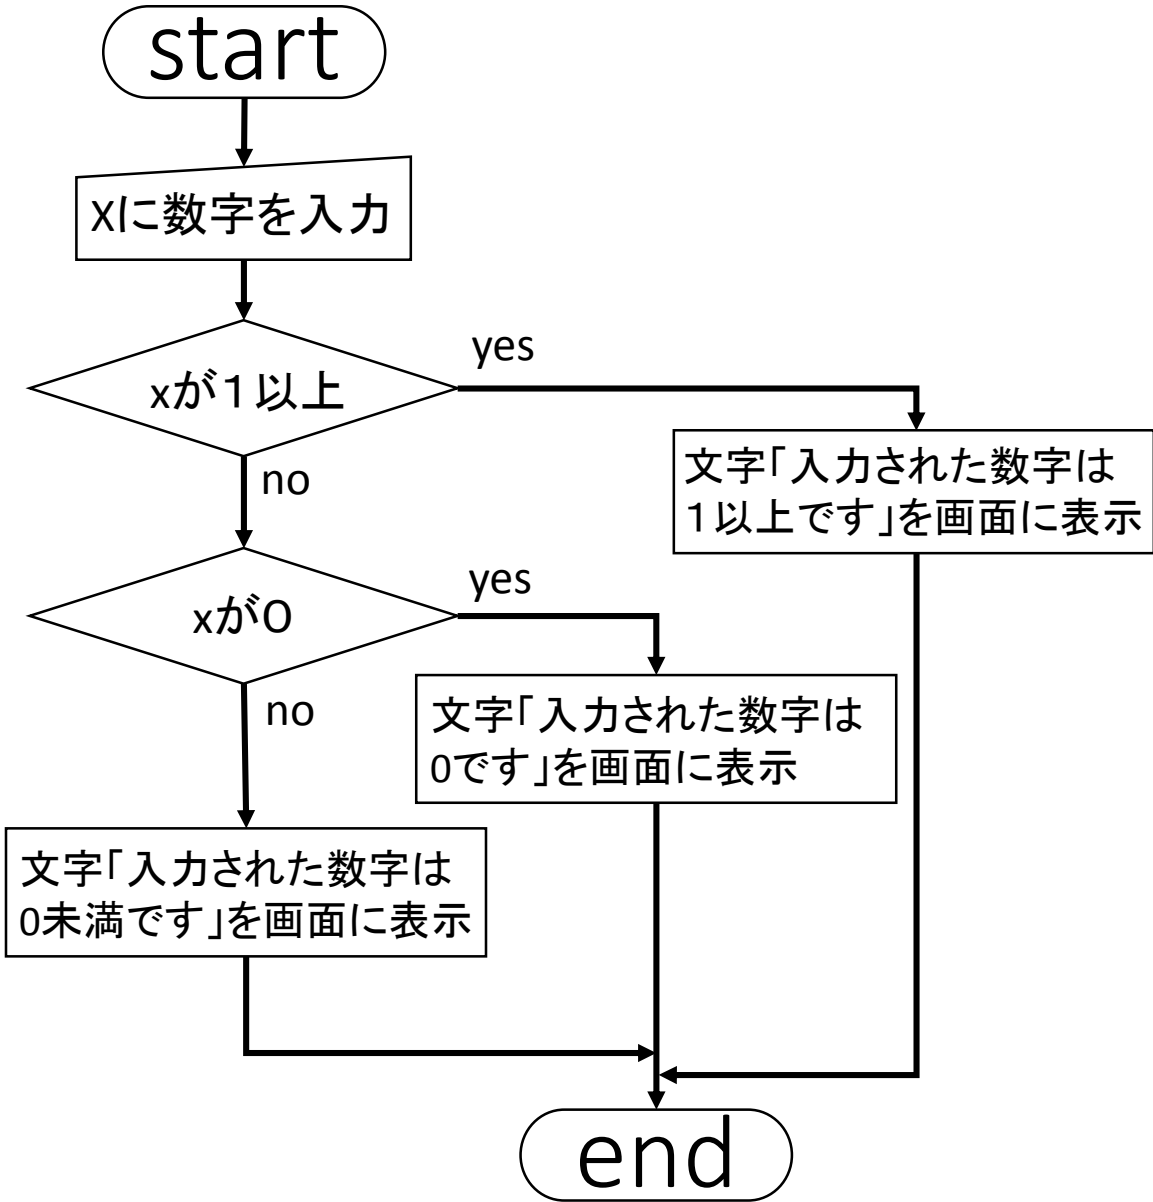 start
Xに数字を入力
xが１以上
yes
no
文字「入力された数字は
１以上です」を画面に表示
xが０
yes
no
文字「入力された数字は
0です」を画面に表示
文字「入力された数字は
0未満です」を画面に表示
end